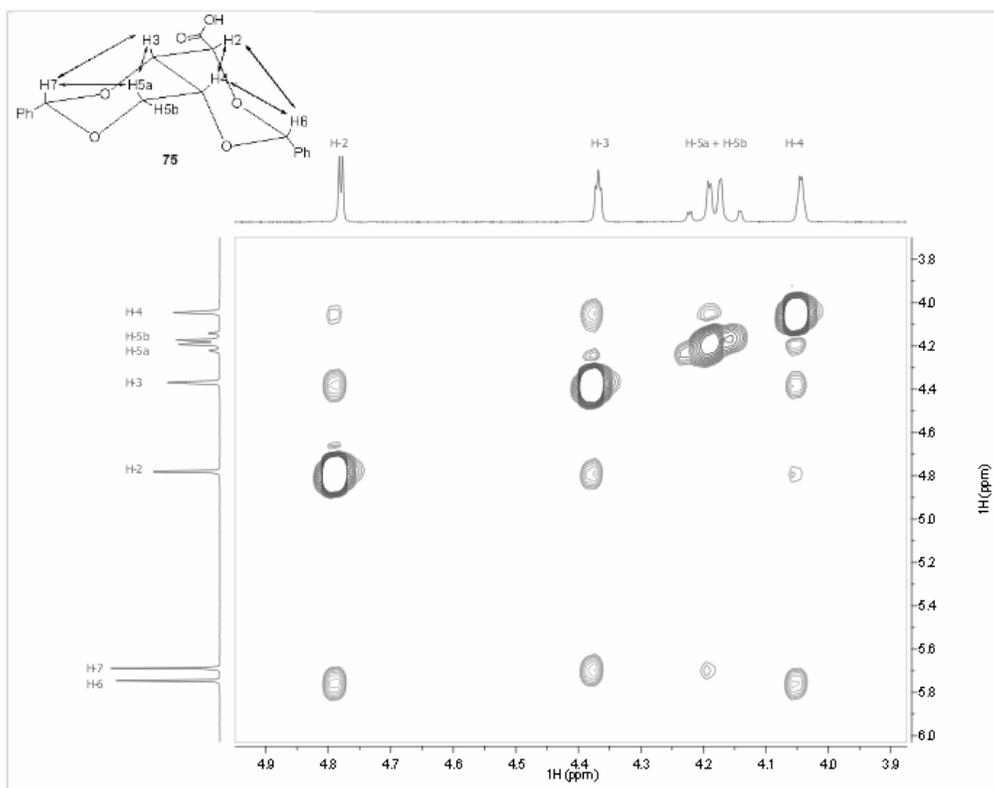 OH
O
H3
H2
H7
H5a
H4
O
O
H5b
H6
Ph
O
O
Ph
75
H-2
H-3
H-5a + H-5b
H-4
H-4
H-5b
H-5a
H-3
H-2
H-7
H-6
3.8
4.0
4.2
4.4
4.6
4.8
5.0
5.2
5.4
5.6
5.8
6.0
1H (ppm)
4.9 4.8 4.7 4.6 4.5 4.4 4.3 4.2 4.1 4.0 3.9
1H (ppm)